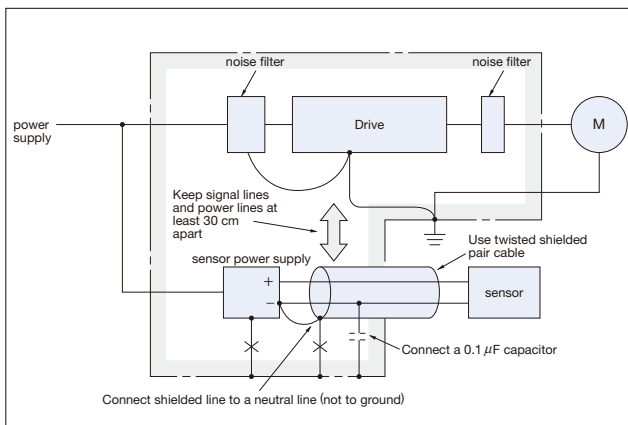 noise filter
noise filter
power
supply
Drive
M
Keep signal lines
and power lines at
least 30 cm
apart
Use twisted shielded
pair cable
sensor power supply
+
−
sensor
Connect a 0.1 μF capacitor
Connect shielded line to a neutral line (not to ground)